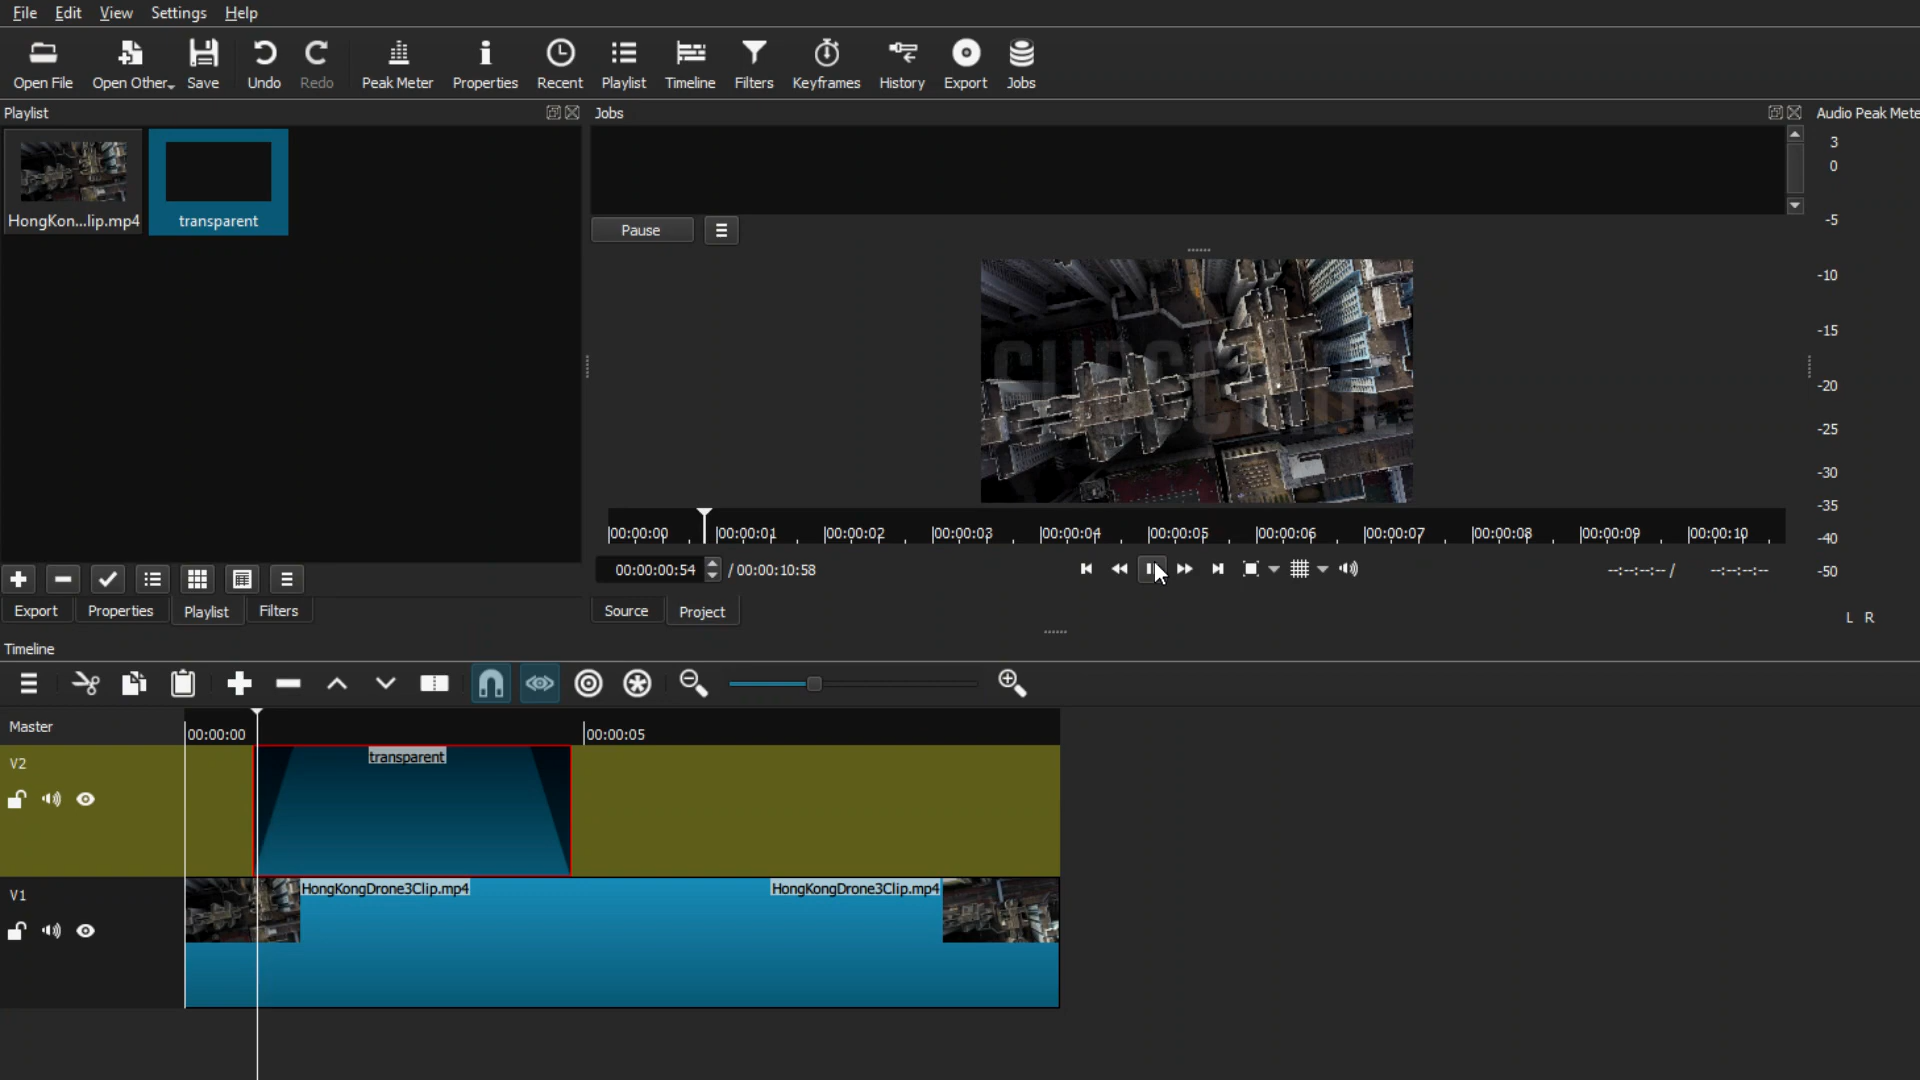 File Edit View Settings Help
Open File Open Other Save Undo Redo Peak Meter Properties Recent Playlist Timeline Filters Keyframes History Export Jobs
Playlist
Jobs
Audio Peak Mete
HongKon...lip.mp4 transparent
Pause
3
0
-5
-10
-15
-20
-25
-30
-35
-40
-50
L R
SUBSCRIBE
00:00:00 00:00:01 00:00:02 00:00:03 00:00:04 00:00:05 00:00:06 00:00:07 00:00:08 00:00:09 00:00:10
00:00:00:54 / 00:00:10:58
--:--:--:-- / --:--:--:--
Export Properties Playlist Filters
Source Project
Timeline
Master
00:00:00 00:00:05
V2
transparent
V1
HongKongDrone3Clip.mp4 HongKongDrone3Clip.mp4